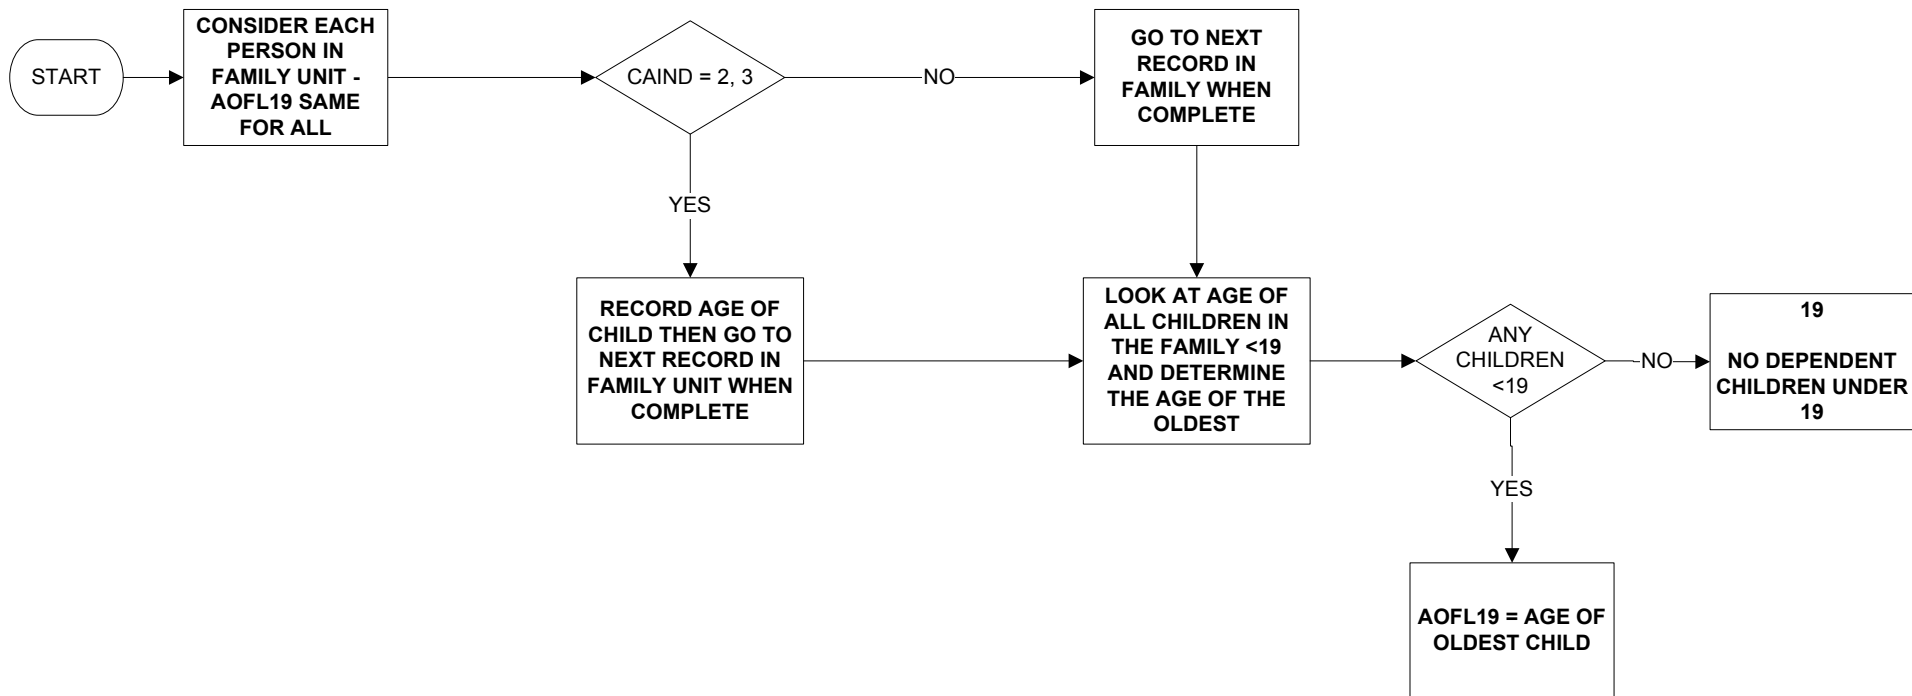 START
CONSIDER EACH
PERSON IN
FAMILY UNIT -
AOFL19 SAME
FOR ALL
CAIND = 2, 3
NO
GO TO NEXT
RECORD IN
FAMILY WHEN
COMPLETE
YES
RECORD AGE OF
CHILD THEN GO TO
NEXT RECORD IN
FAMILY UNIT WHEN
COMPLETE
LOOK AT AGE OF
ALL CHILDREN IN
THE FAMILY <19
AND DETERMINE
THE AGE OF THE
OLDEST
ANY
CHILDREN
<19
NO
19
NO DEPENDENT
CHILDREN UNDER
19
YES
AOFL19 = AGE OF
OLDEST CHILD